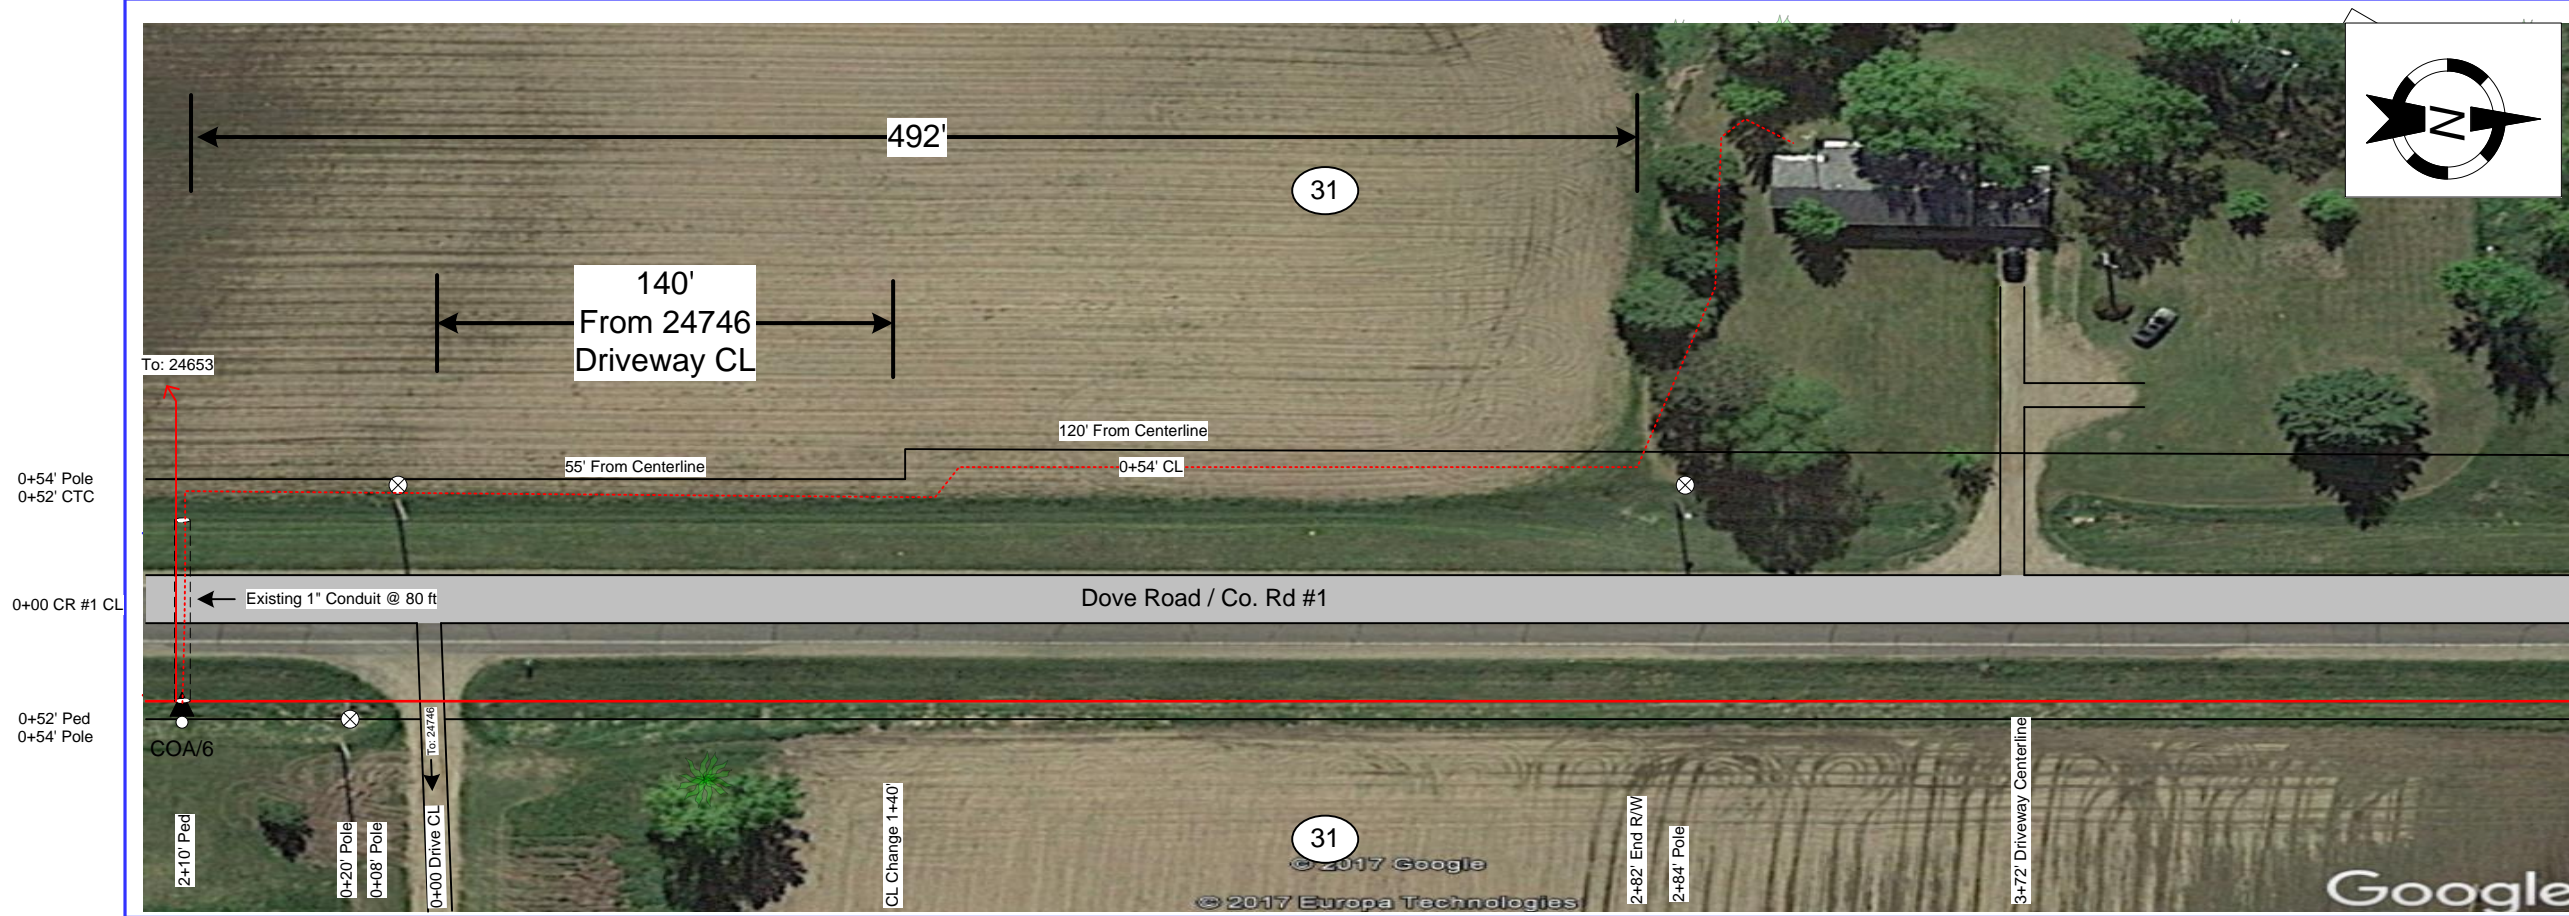 492'
31
140'
From 24746
Driveway CL
To: 24653
120' From Centerline
55' From Centerline
0+54' CL
0+54' Pole
0+52' CTC
0+00 CR #1 CL
Existing 1" Conduit @ 80 ft
Dove Road / Co. Rd #1
0+52' Ped
0+54' Pole
COA/6
To: 24746
2+10' Ped
0+20' Pole
0+08' Pole
0+00 Drive CL
CL Change 1+40'
31
2+82' End R/W
2+84' Pole
3+72' Driveway Centerline
N
© 2017 Google
© 2017 Europa Technologies
Google